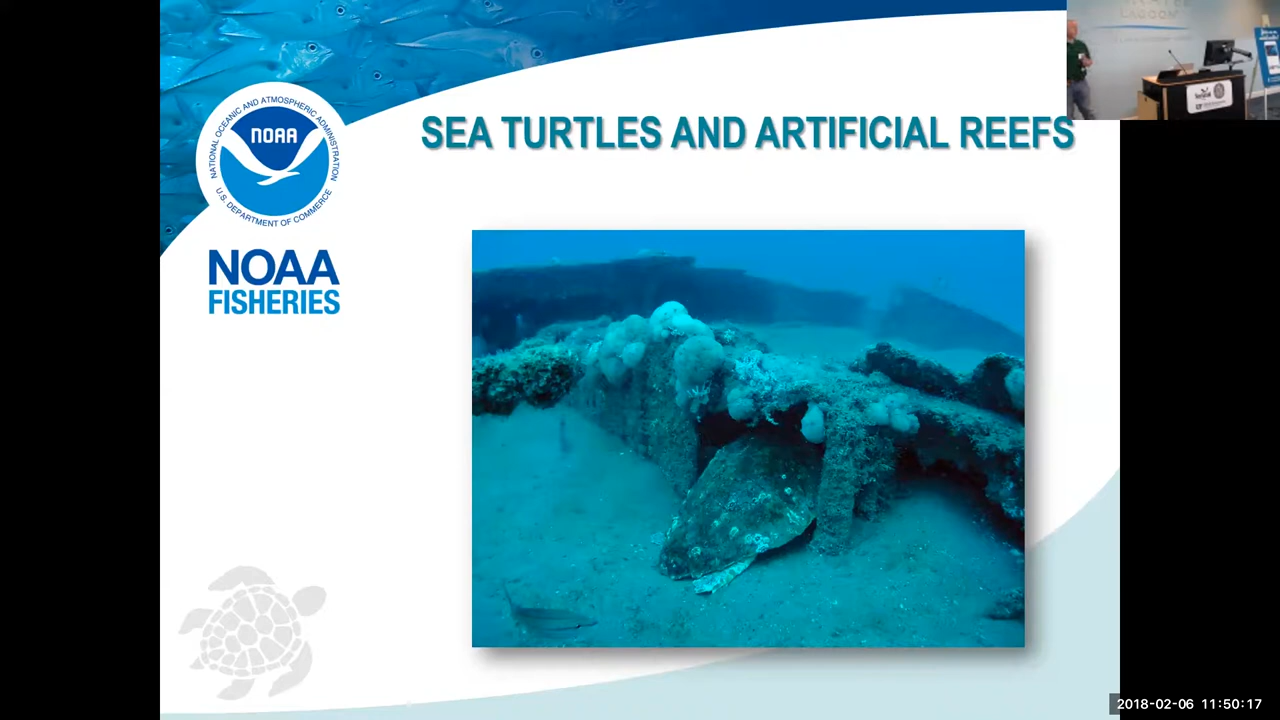 SEA TURTLES AND ARTIFICIAL REEFS
NATIONAL OCEANIC AND ATMOSPHERIC ADMINISTRATION
NOAA
U.S. DEPARTMENT OF COMMERCE
NOAA
FISHERIES
LAGOON
2018-02-06 11:50:17